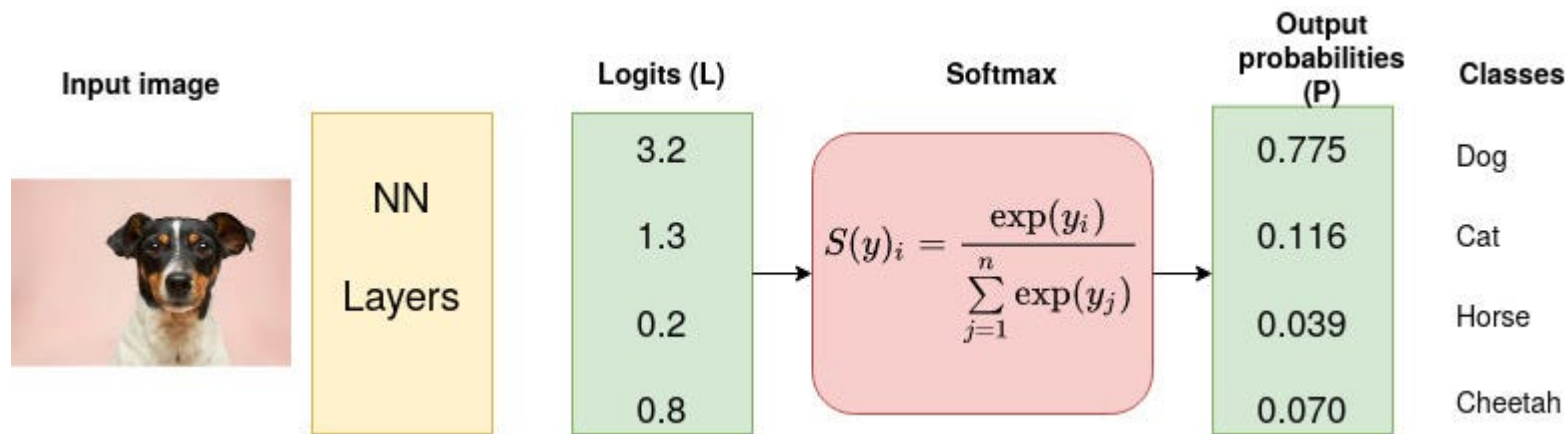 Input image
NN
Layers
Logits (L)
3.2
1.3
0.2
0.8
Softmax
S(y)_i = exp(y_i) / ∑_{j=1}^{n} exp(y_j)
Output
probabilities
(P)
0.775
0.116
0.039
0.070
Classes
Dog
Cat
Horse
Cheetah